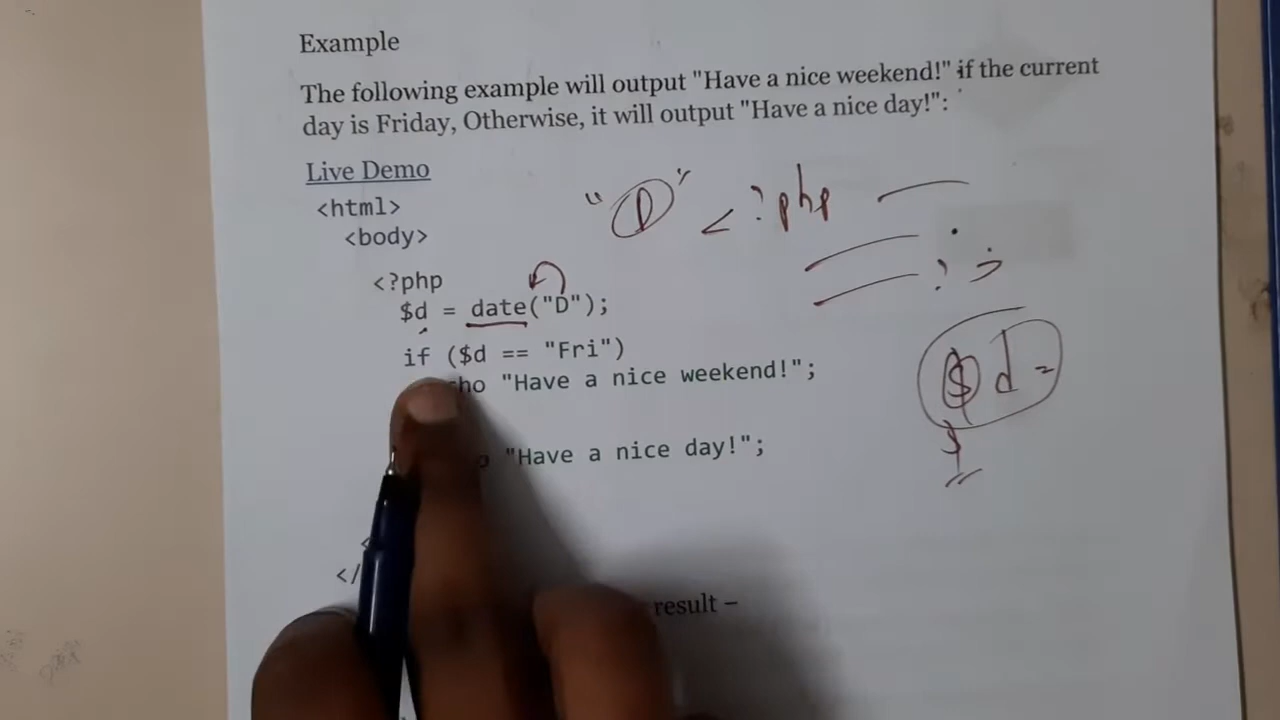 Example
The following example will output "Have a nice weekend!" if the current
day is Friday, Otherwise, it will output "Have a nice day!":
Live Demo
<html>
<body>
"D" <?php
<?php
$d = date("D");
? ;
if ($d == "Fri")
$d =
"Have a nice weekend!";
$
"Have a nice day!";
</
result –